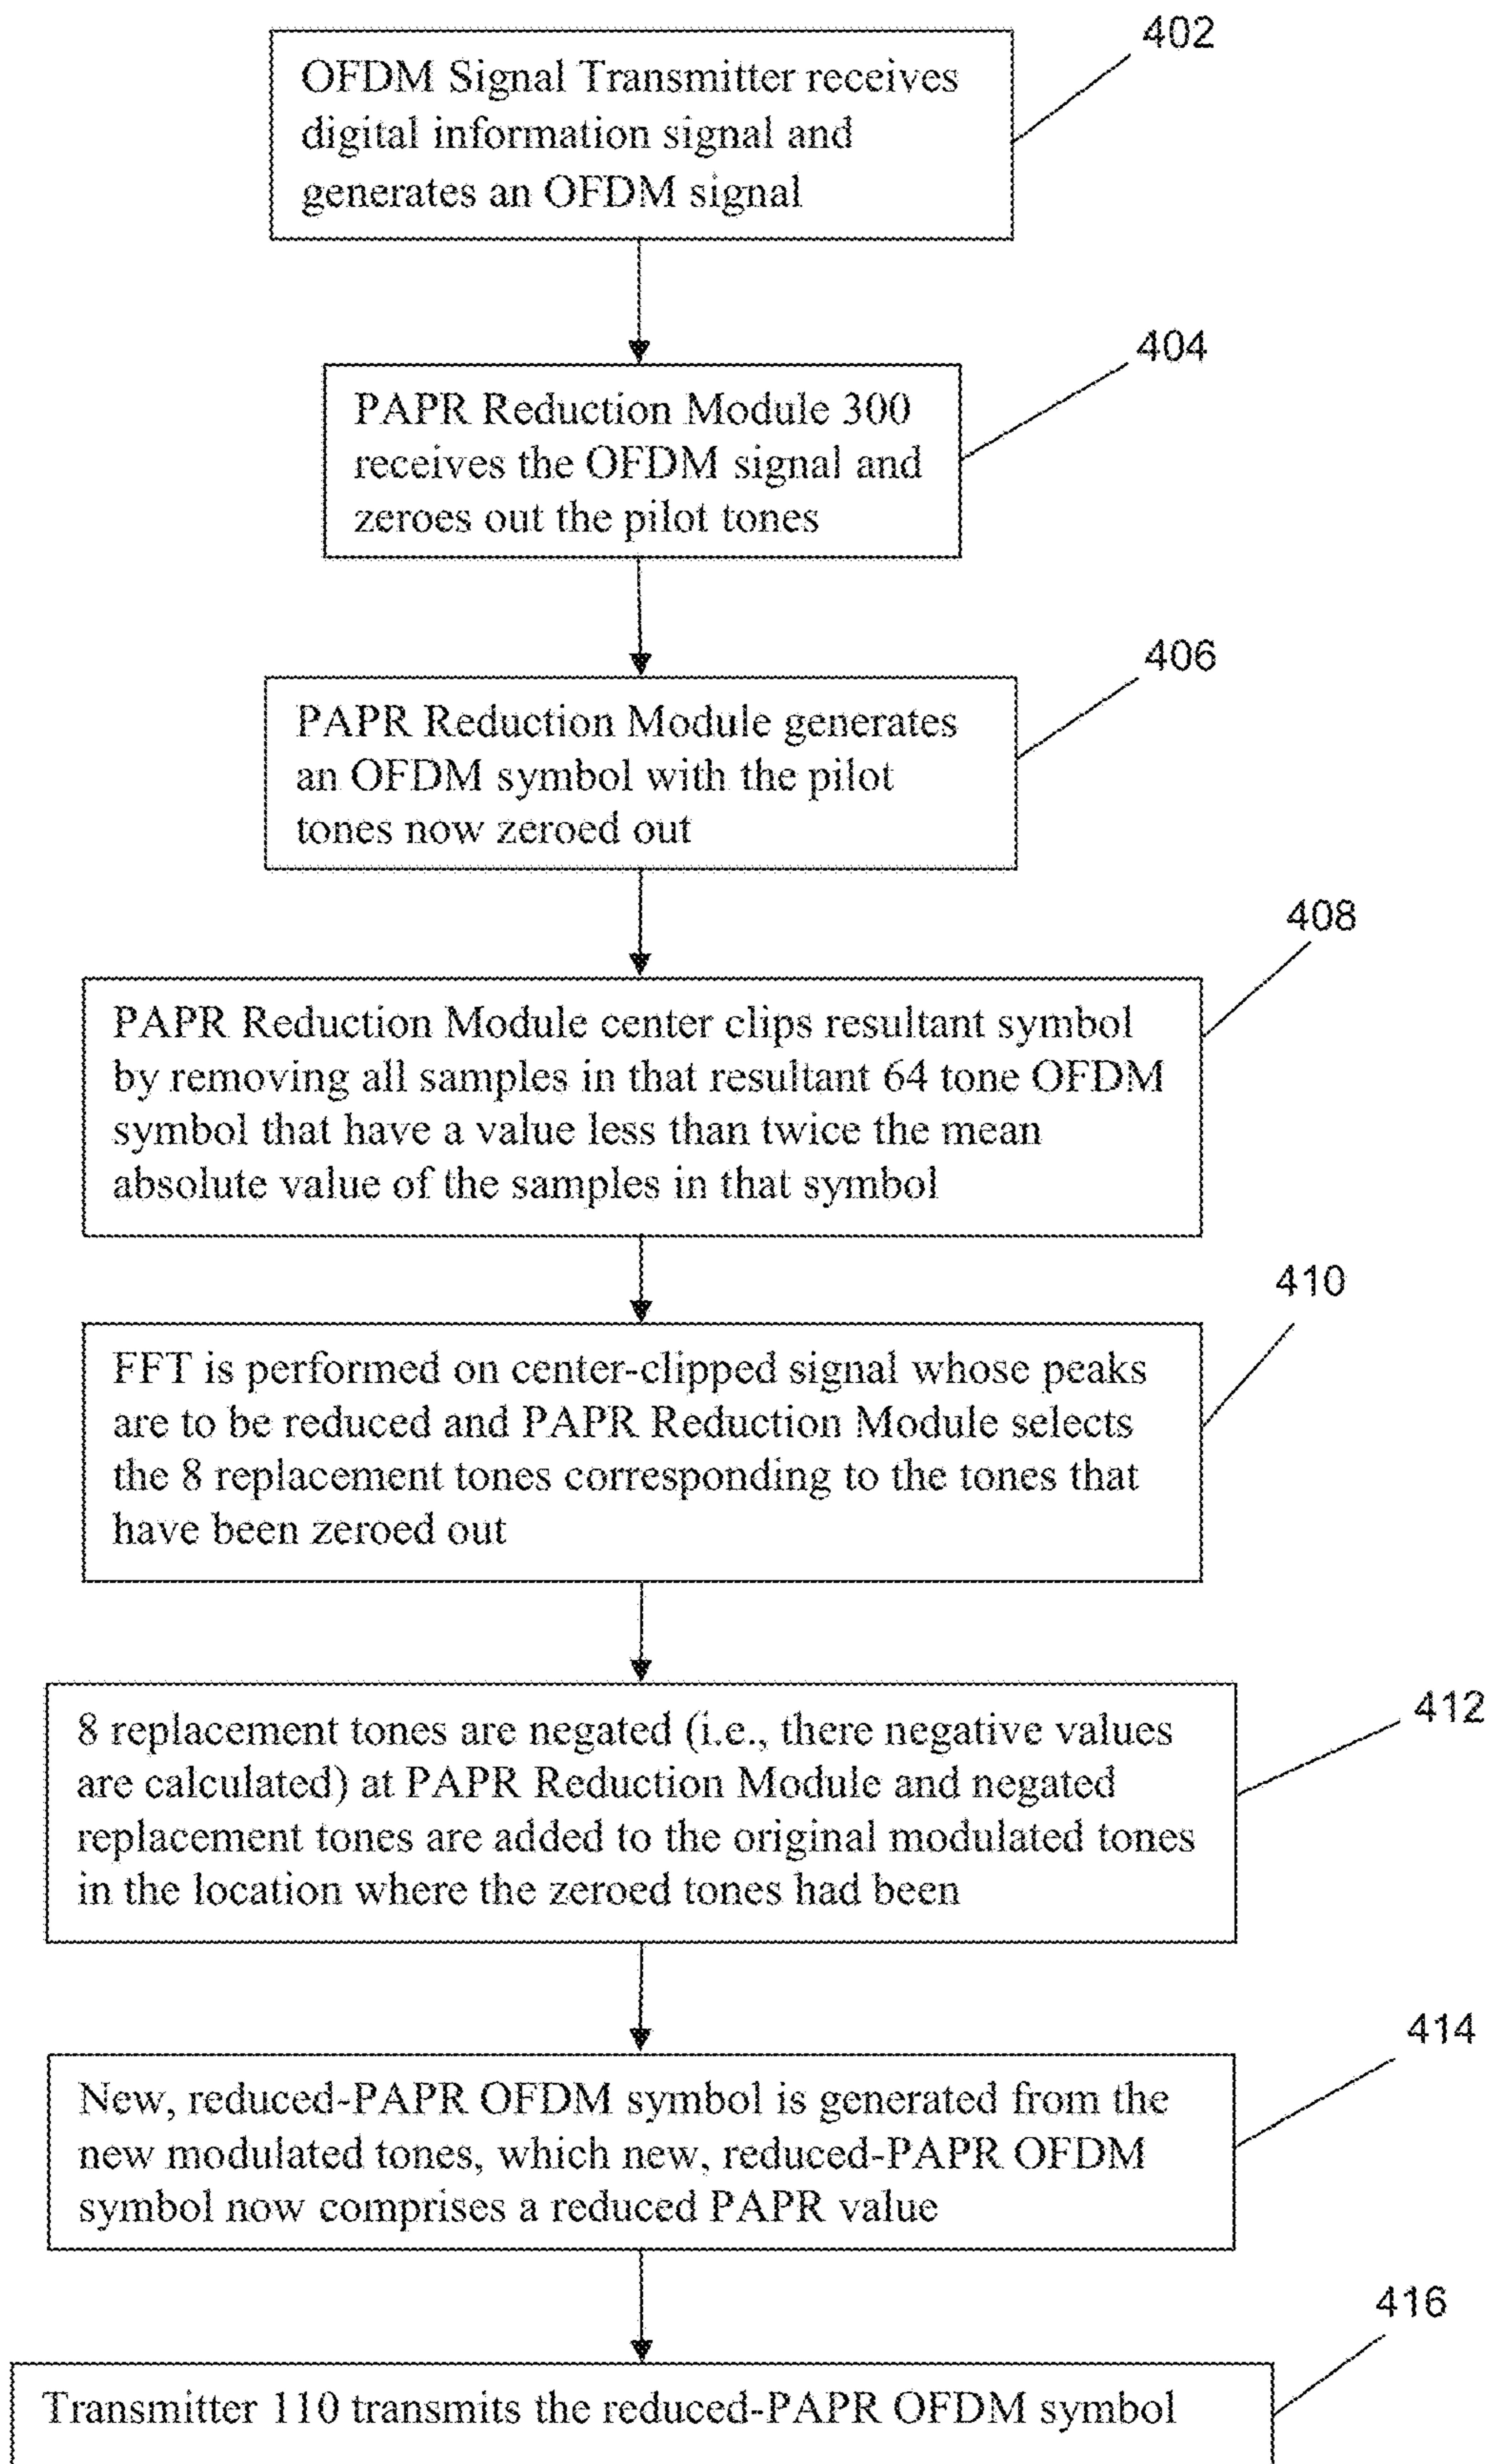 402
OFDM Signal Transmitter receives
digital information signal and
generates an OFDM signal
404
PAPR Reduction Module 300
receives the OFDM signal and
zeroes out the pilot tones
406
PAPR Reduction Module generates
an OFDM symbol with the pilot
tones now zeroed out
408
PAPR Reduction Module center clips resultant symbol
by removing all samples in that resultant 64 tone OFDM
symbol that have a value less than twice the mean
absolute value of the samples in that symbol
410
FFT is performed on center-clipped signal whose peaks
are to be reduced and PAPR Reduction Module selects
the 8 replacement tones corresponding to the tones that
have been zeroed out
412
8 replacement tones are negated (i.e., there negative values
are calculated) at PAPR Reduction Module and negated
replacement tones are added to the original modulated tones
in the location where the zeroed tones had been
414
New, reduced-PAPR OFDM symbol is generated from the
new modulated tones, which new, reduced-PAPR OFDM
symbol now comprises a reduced PAPR value
416
Transmitter 110 transmits the reduced-PAPR OFDM symbol